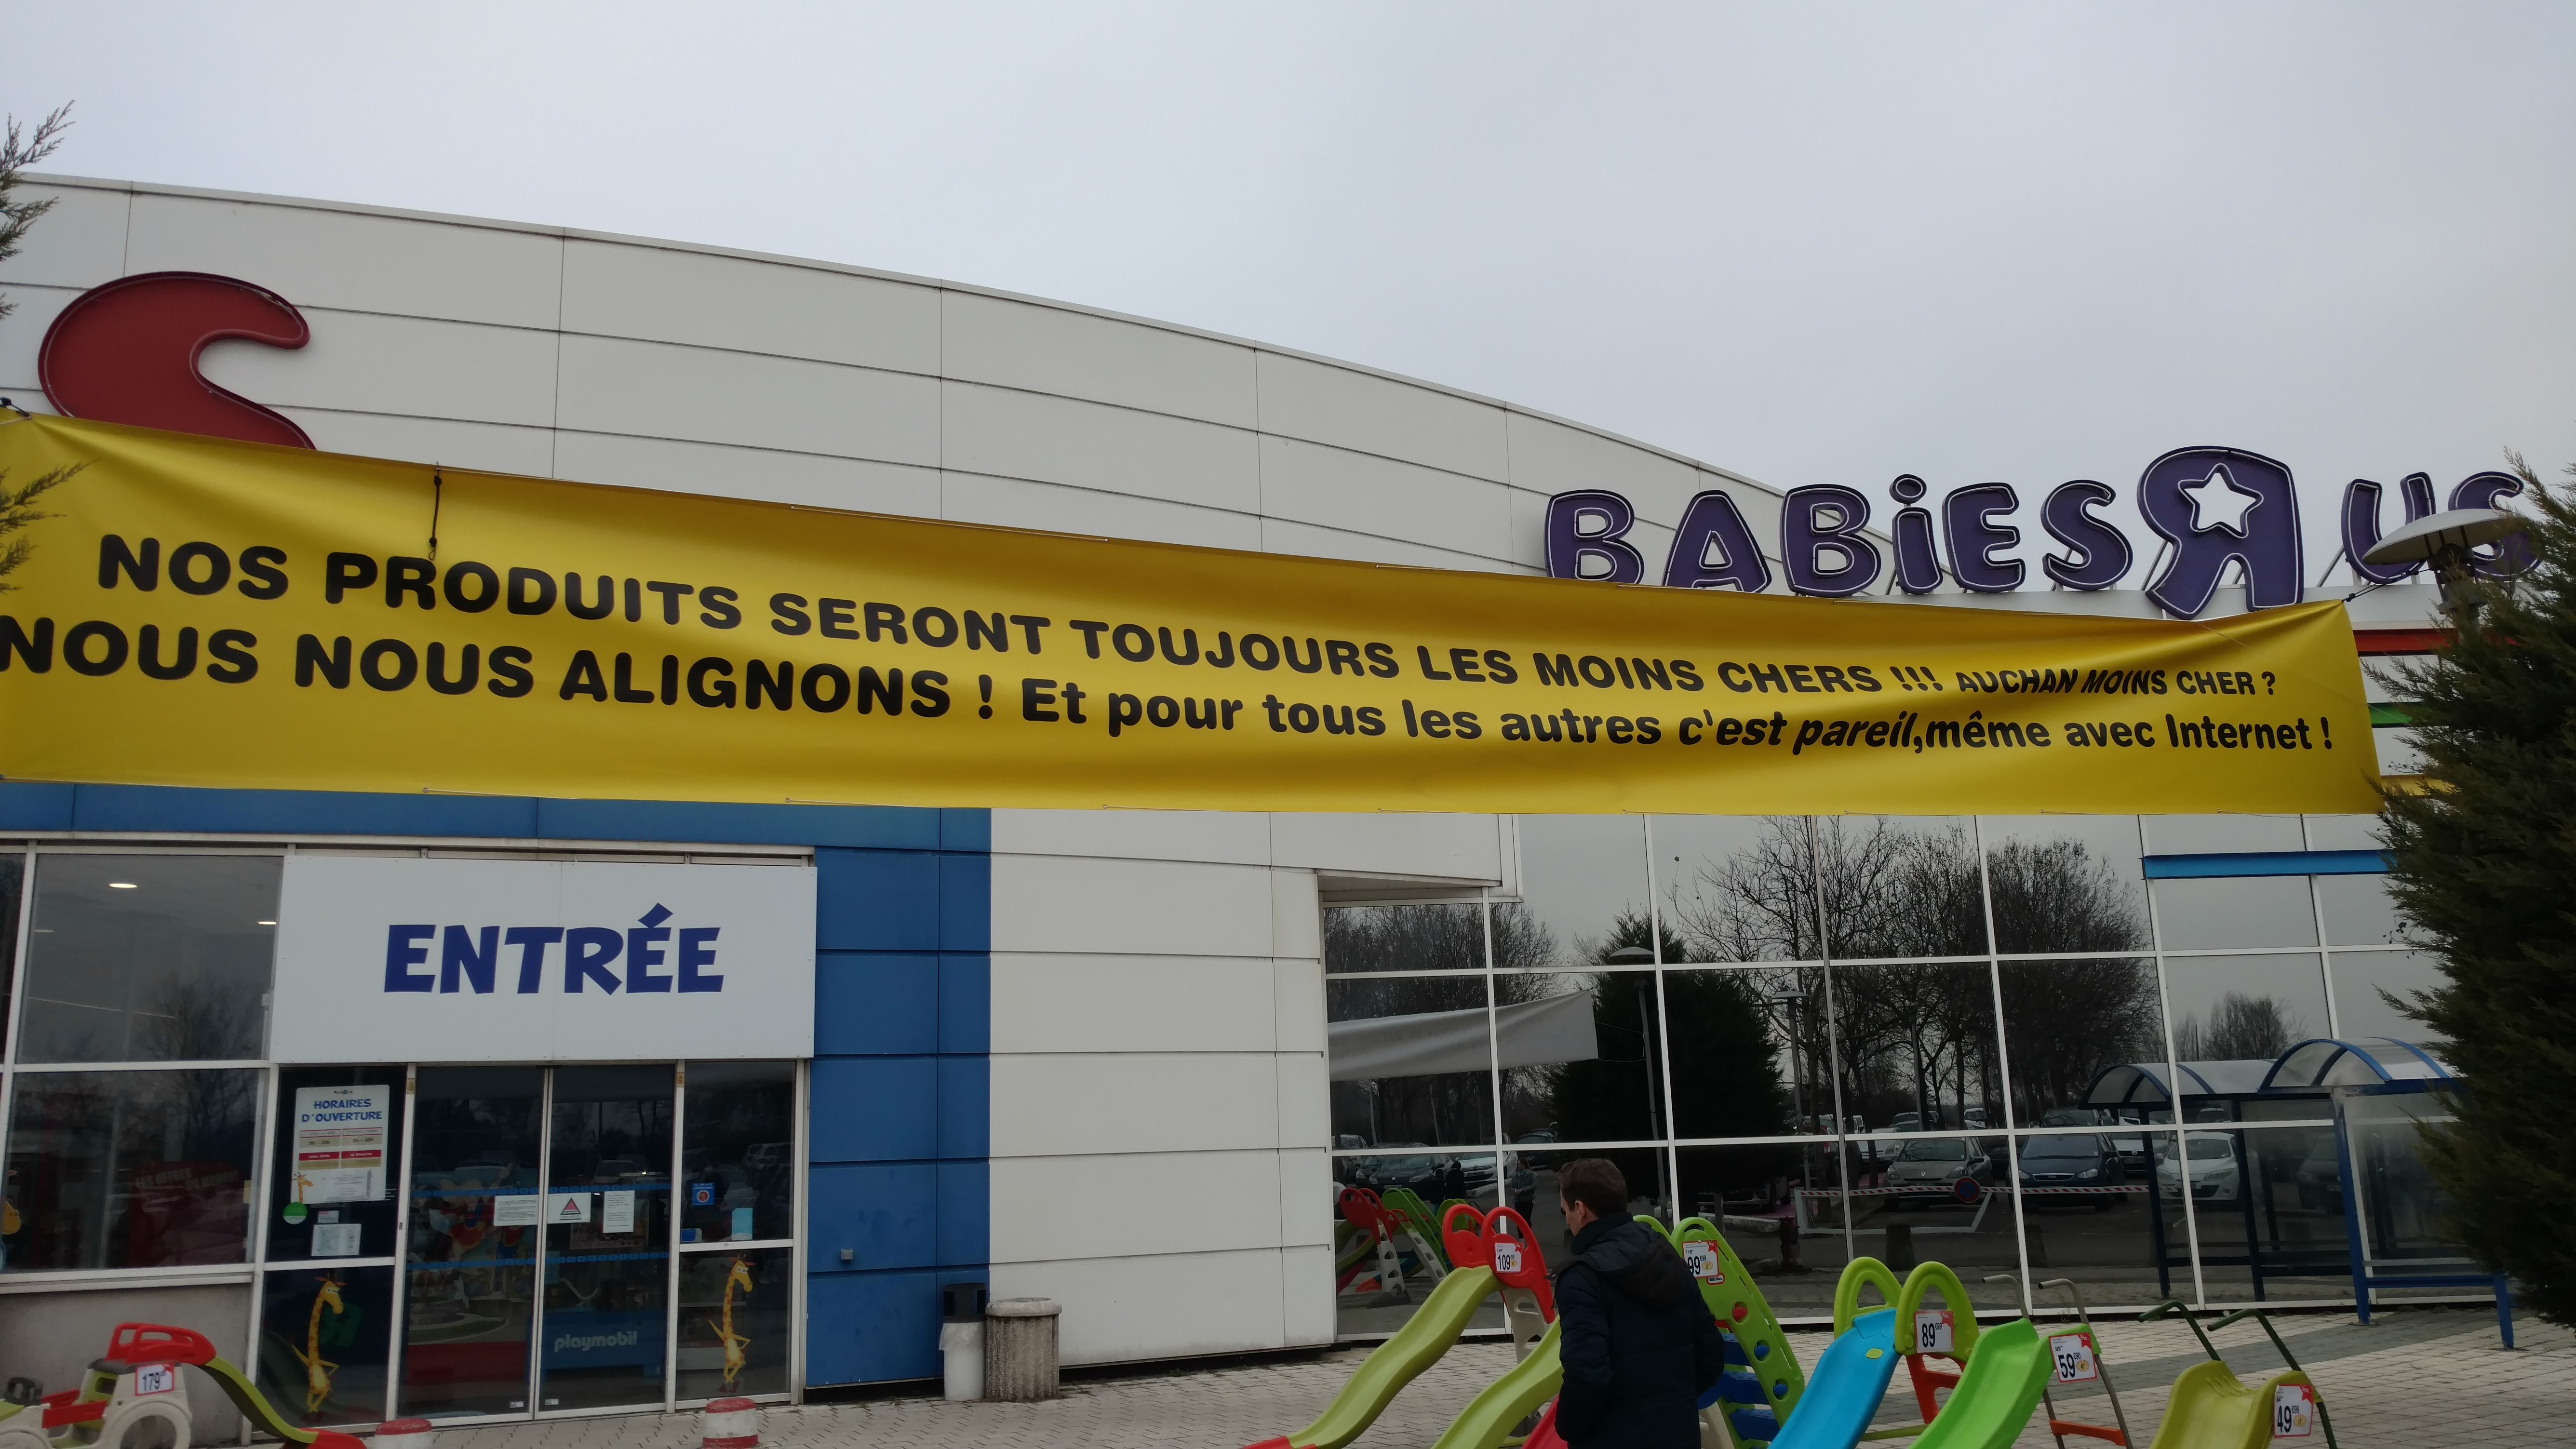 S
BABiES R US
NOS PRODUITS SERONT TOUJOURS LES MOINS CHERS !!! AUCHAN MOINS CHER ?
NOUS NOUS ALIGNONS ! Et pour tous les autres c'est pareil,même avec Internet !
ENTRÉE
HORAIRES
D'OUVERTURE
playmobil
179
109
99
89
59
49